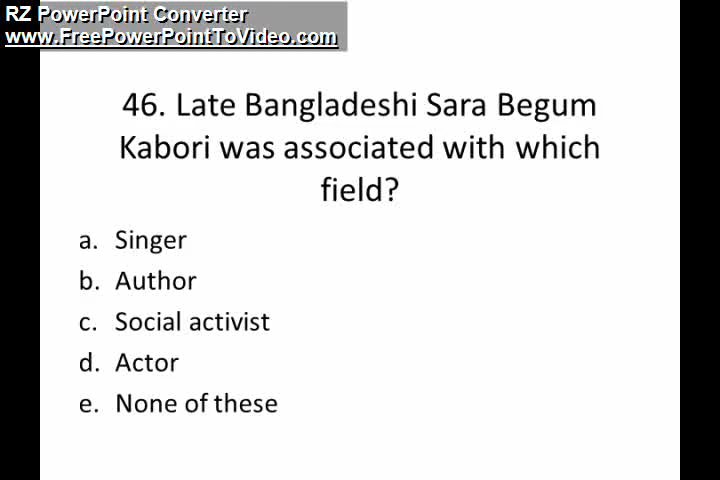 RZ PowerPoint Converter
www.FreePowerPointToVideo.com
46. Late Bangladeshi Sara Begum
Kabori was associated with which
field?
a. Singer
b. Author
c. Social activist
d. Actor
e. None of these